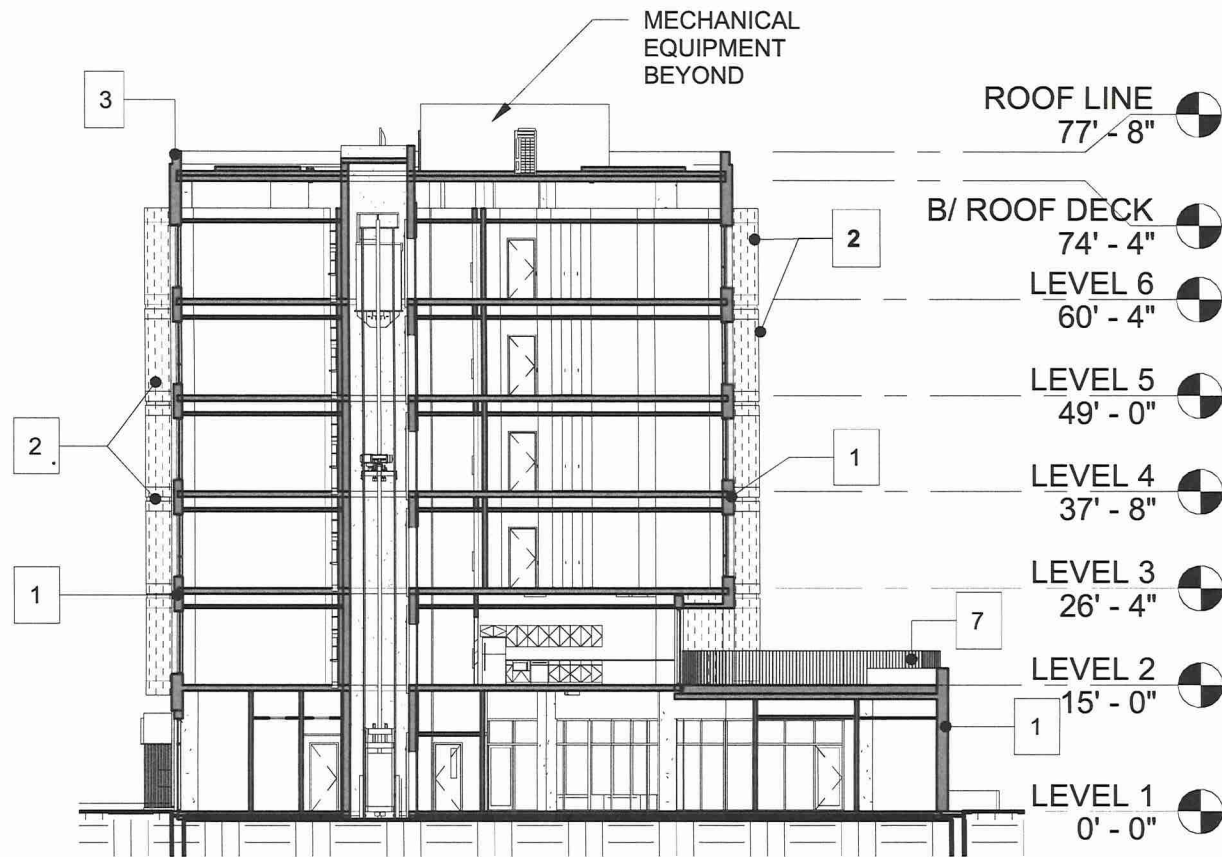 MECHANICAL
EQUIPMENT
BEYOND
3
ROOF LINE
77' - 8"
B/ ROOF DECK
74' - 4"
2
LEVEL 6
60' - 4"
LEVEL 5
49' - 0"
2
1
LEVEL 4
37' - 8"
1
LEVEL 3
26' - 4"
7
LEVEL 2
15' - 0"
1
LEVEL 1
0' - 0"